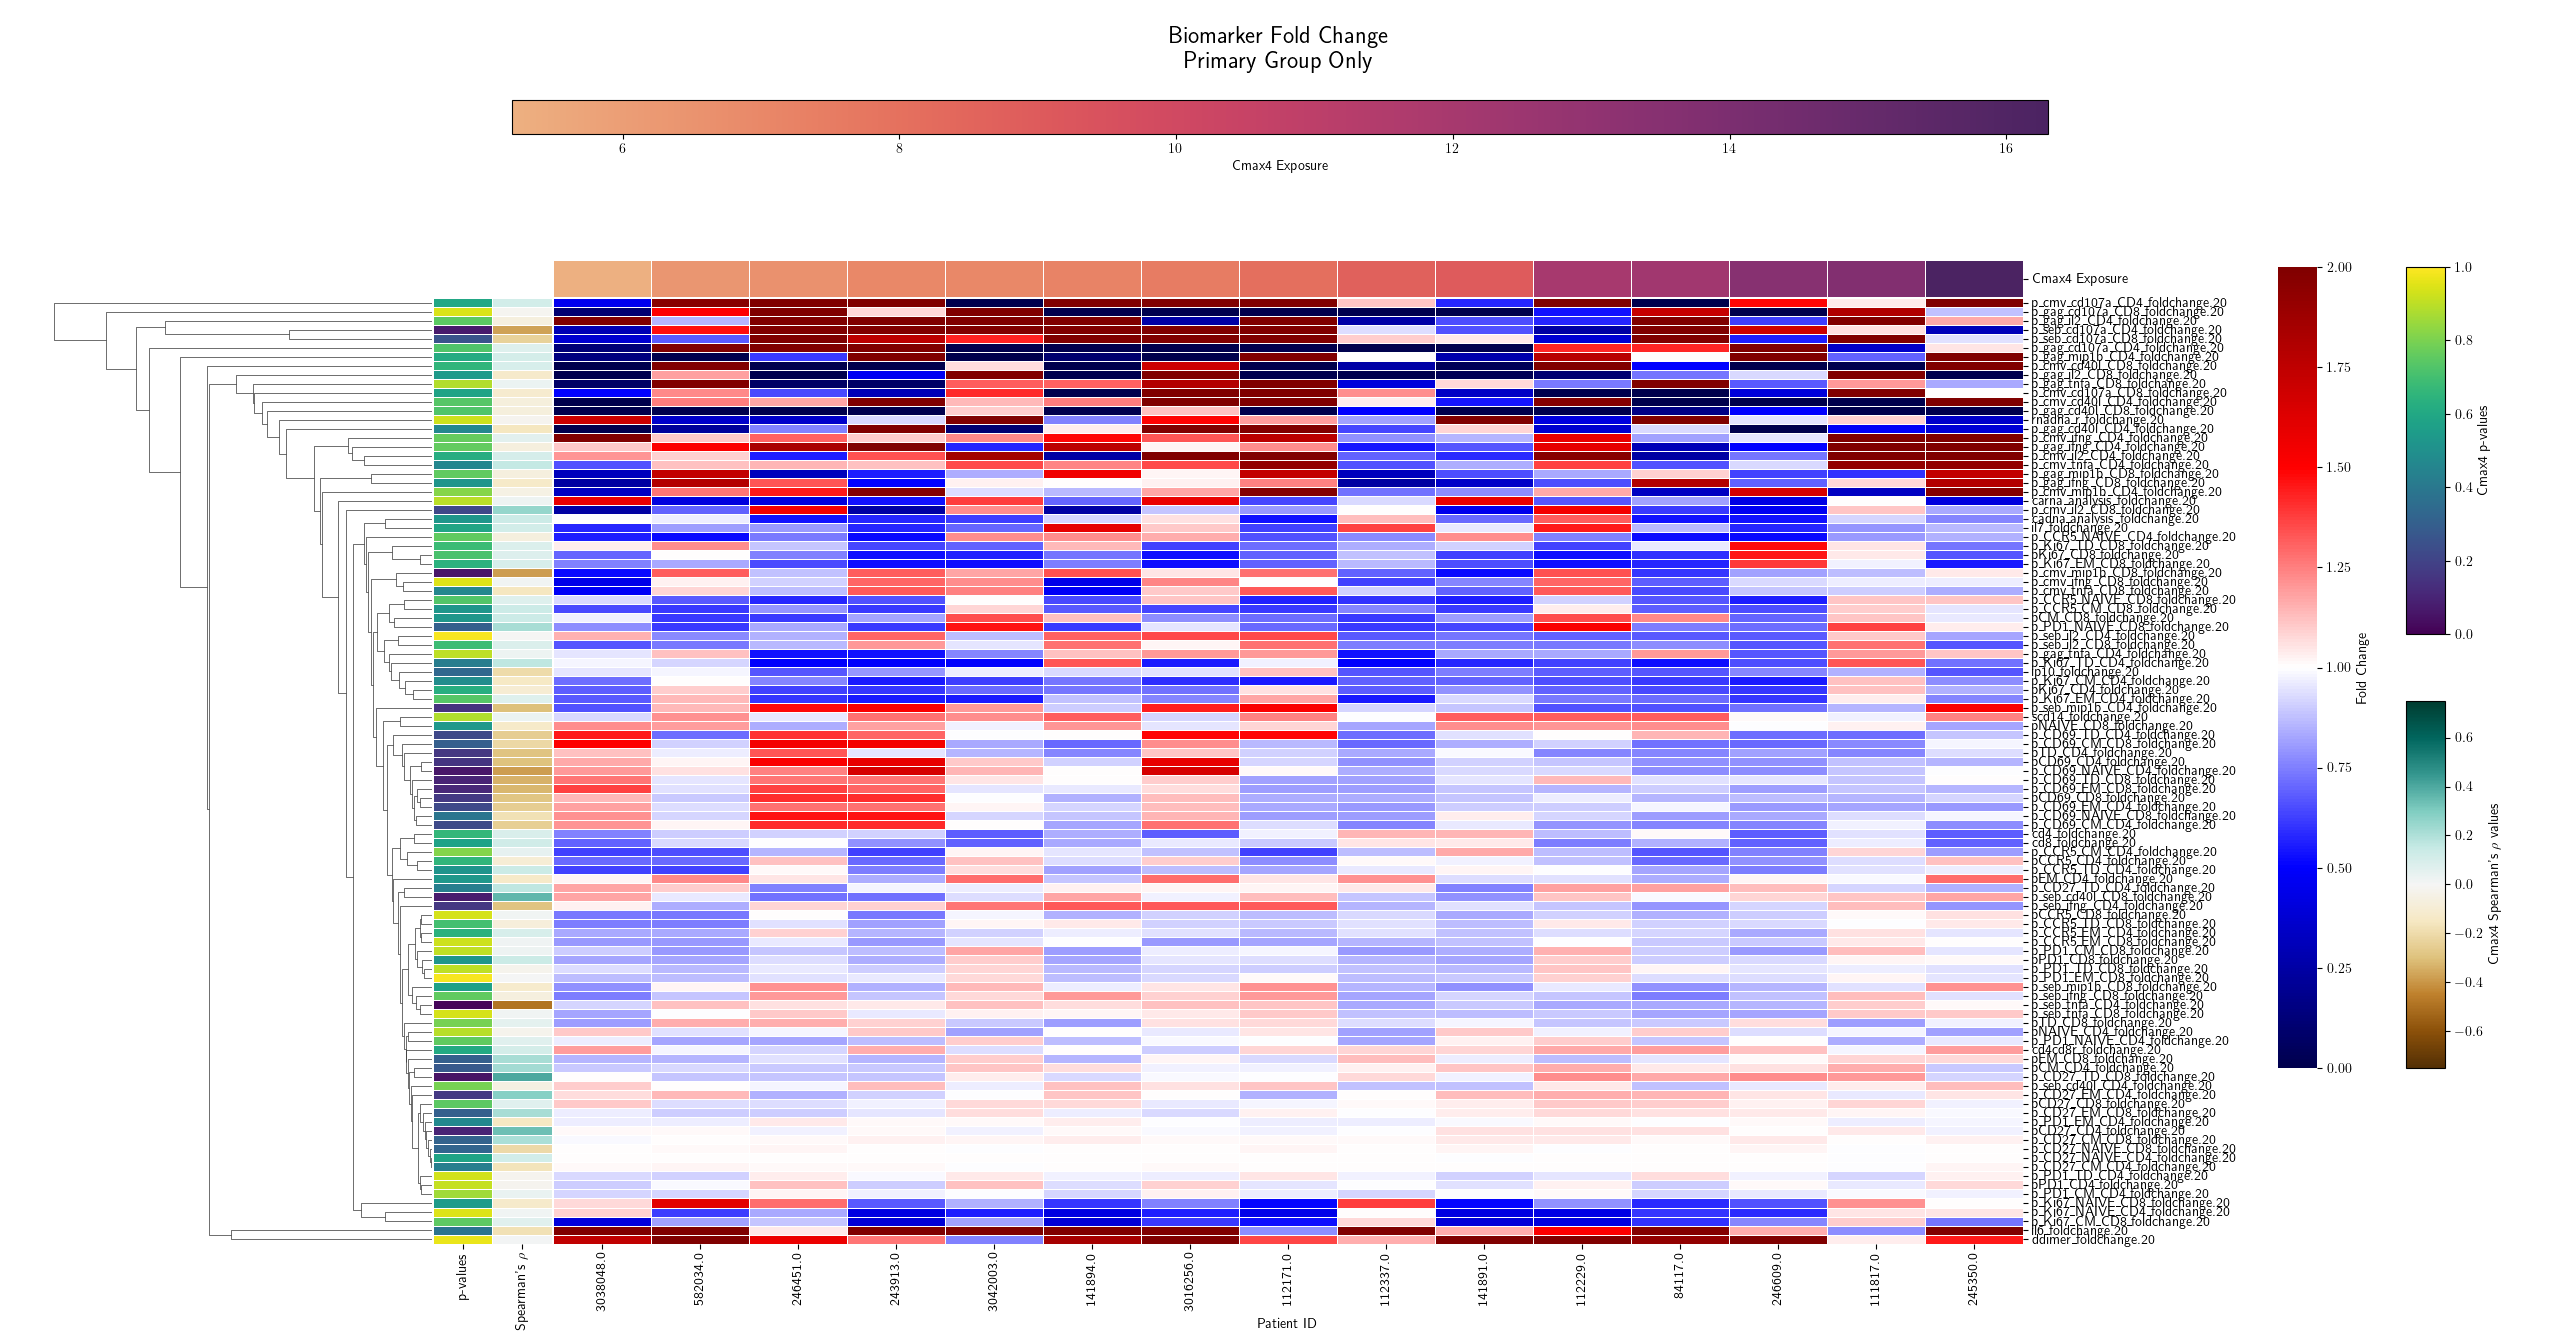 Biomarker Fold Change
Primary Group Only
6 8 10 12 14 16
Cmax4 Exposure
Cmax4 Exposure
p_cmv_cd107a_CD4_foldchange.20
p_gag_cd107a_CD8_foldchange.20
p_gag_il2_CD4_foldchange.20
p_seb_cd107a_CD4_foldchange.20
p_seb_cd107a_CD8_foldchange.20
p_gag_cd107a_CD4_foldchange.20
p_gag_mip1b_CD4_foldchange.20
p_cmv_cd40l_CD8_foldchange.20
p_gag_il2_CD8_foldchange.20
p_gag_tnfa_CD8_foldchange.20
p_cmv_cd107a_CD8_foldchange.20
p_cmv_cd40l_CD4_foldchange.20
p_gag_cd40l_CD8_foldchange.20
rnadna_r_foldchange.20
p_gag_cd40l_CD4_foldchange.20
p_cmv_ifng_CD4_foldchange.20
p_gag_ifng_CD4_foldchange.20
p_cmv_il2_CD4_foldchange.20
p_cmv_tnfa_CD4_foldchange.20
p_gag_mip1b_CD8_foldchange.20
p_gag_ifng_CD8_foldchange.20
p_cmv_mip1b_CD4_foldchange.20
carna_analysis_foldchange.20
p_cmv_il2_CD8_foldchange.20
cadna_analysis_foldchange.20
il7_foldchange.20
p_CCR5_NAIVE_CD4_foldchange.20
p_Ki67_TD_CD8_foldchange.20
pKi67_CD8_foldchange.20
p_Ki67_EM_CD8_foldchange.20
p_cmv_mip1b_CD8_foldchange.20
p_cmv_ifng_CD8_foldchange.20
p_cmv_tnfa_CD8_foldchange.20
p_CCR5_NAIVE_CD8_foldchange.20
p_CCR5_CM_CD8_foldchange.20
pCM_CD8_foldchange.20
p_PD1_NAIVE_CD8_foldchange.20
p_seb_il2_CD4_foldchange.20
p_seb_il2_CD8_foldchange.20
p_gag_tnfa_CD4_foldchange.20
p_Ki67_TD_CD4_foldchange.20
ip10_foldchange.20
p_Ki67_CM_CD4_foldchange.20
pKi67_CD4_foldchange.20
p_Ki67_EM_CD4_foldchange.20
p_seb_mip1b_CD4_foldchange.20
scd14_foldchange.20
pNAIVE_CD8_foldchange.20
p_CD69_TD_CD4_foldchange.20
p_CD69_CM_CD8_foldchange.20
pTD_CD4_foldchange.20
pCD69_CD4_foldchange.20
p_CD69_NAIVE_CD4_foldchange.20
p_CD69_TD_CD8_foldchange.20
p_CD69_EM_CD8_foldchange.20
pCD69_CD8_foldchange.20
p_CD69_EM_CD4_foldchange.20
p_CD69_NAIVE_CD8_foldchange.20
p_CD69_CM_CD4_foldchange.20
cd4_foldchange.20
cd8_foldchange.20
p_CCR5_CM_CD4_foldchange.20
pCCR5_CD4_foldchange.20
p_CCR5_TD_CD4_foldchange.20
pEM_CD4_foldchange.20
p_CD27_TD_CD4_foldchange.20
p_seb_cd40l_CD8_foldchange.20
p_seb_ifng_CD4_foldchange.20
pCCR5_CD8_foldchange.20
p_CCR5_TD_CD8_foldchange.20
p_CCR5_EM_CD4_foldchange.20
p_CCR5_EM_CD8_foldchange.20
p_PD1_CM_CD8_foldchange.20
pPD1_CD8_foldchange.20
p_PD1_TD_CD8_foldchange.20
p_PD1_EM_CD8_foldchange.20
p_seb_mip1b_CD8_foldchange.20
p_seb_ifng_CD8_foldchange.20
p_seb_tnfa_CD4_foldchange.20
p_seb_tnfa_CD8_foldchange.20
pTD_CD8_foldchange.20
pNAIVE_CD4_foldchange.20
p_PD1_NAIVE_CD4_foldchange.20
cd4cd8r_foldchange.20
pEM_CD8_foldchange.20
pCM_CD4_foldchange.20
p_CD27_TD_CD8_foldchange.20
p_seb_cd40l_CD4_foldchange.20
p_CD27_EM_CD4_foldchange.20
pCD27_CD8_foldchange.20
p_CD27_EM_CD8_foldchange.20
p_PD1_EM_CD4_foldchange.20
pCD27_CD4_foldchange.20
p_CD27_CM_CD8_foldchange.20
p_CD27_NAIVE_CD8_foldchange.20
p_CD27_NAIVE_CD4_foldchange.20
p_CD27_CM_CD4_foldchange.20
p_PD1_TD_CD4_foldchange.20
pPD1_CD4_foldchange.20
p_PD1_CM_CD4_foldchange.20
p_Ki67_NAIVE_CD8_foldchange.20
p_Ki67_NAIVE_CD4_foldchange.20
p_Ki67_CM_CD8_foldchange.20
il6_foldchange.20
ddimer_foldchange.20
p-values
Spearman's ρ
3038048.0
582034.0
246451.0
243913.0
3042003.0
141894.0
3016256.0
112171.0
112337.0
141891.0
112229.0
84117.0
246609.0
111817.0
245350.0
Patient ID
2.00
1.75
1.50
1.25
1.00
0.75
0.50
0.25
0.00
Fold Change
1.0
0.8
0.6
0.4
0.2
0.0
Cmax4 p-values
0.6
0.4
0.2
0.0
−0.2
−0.4
−0.6
Cmax4 Spearman's ρ values